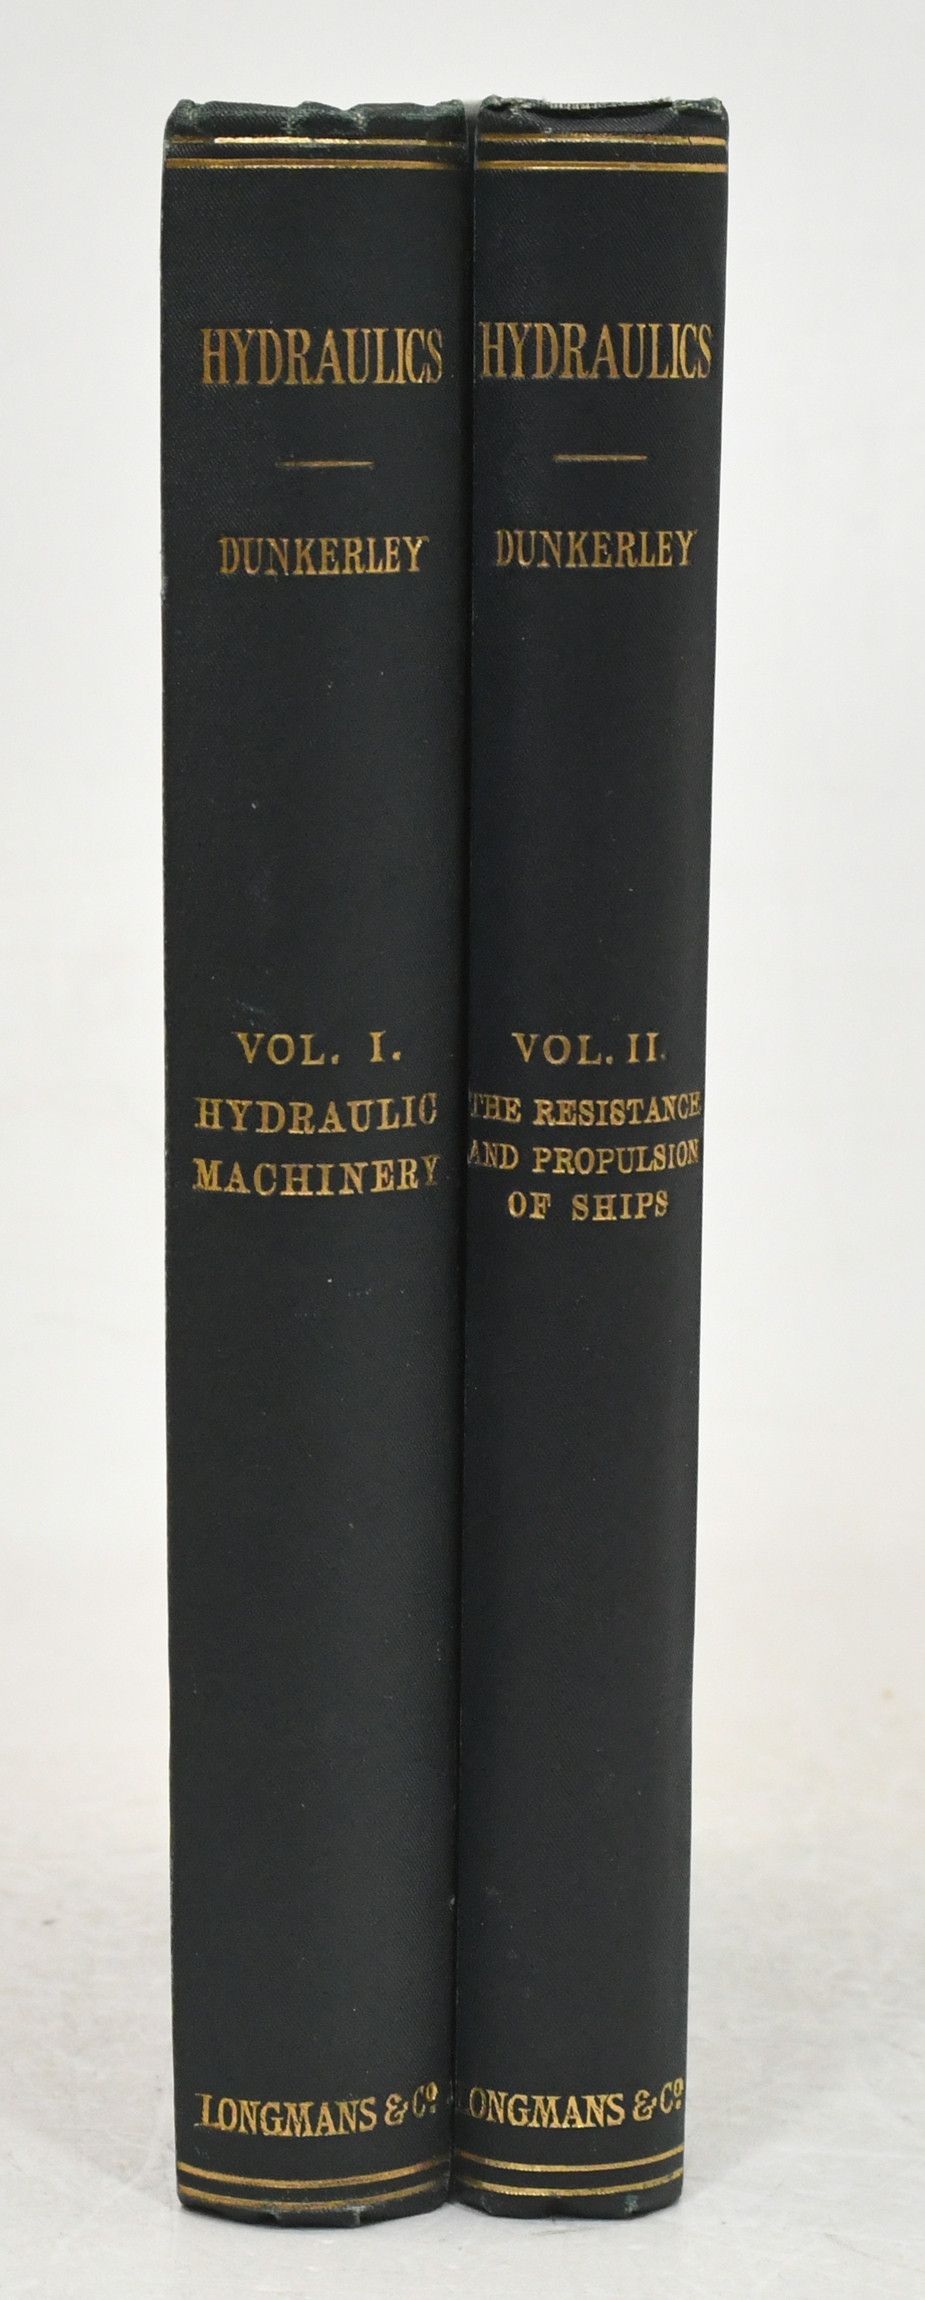 HYDRAULICS
DUNKERLEY
VOL. I.
HYDRAULIC
MACHINERY
LONGMANS & Co.
HYDRAULICS
DUNKERLEY
VOL. II.
THE RESISTANCE
AND PROPULSION
OF SHIPS
LONGMANS & Co.